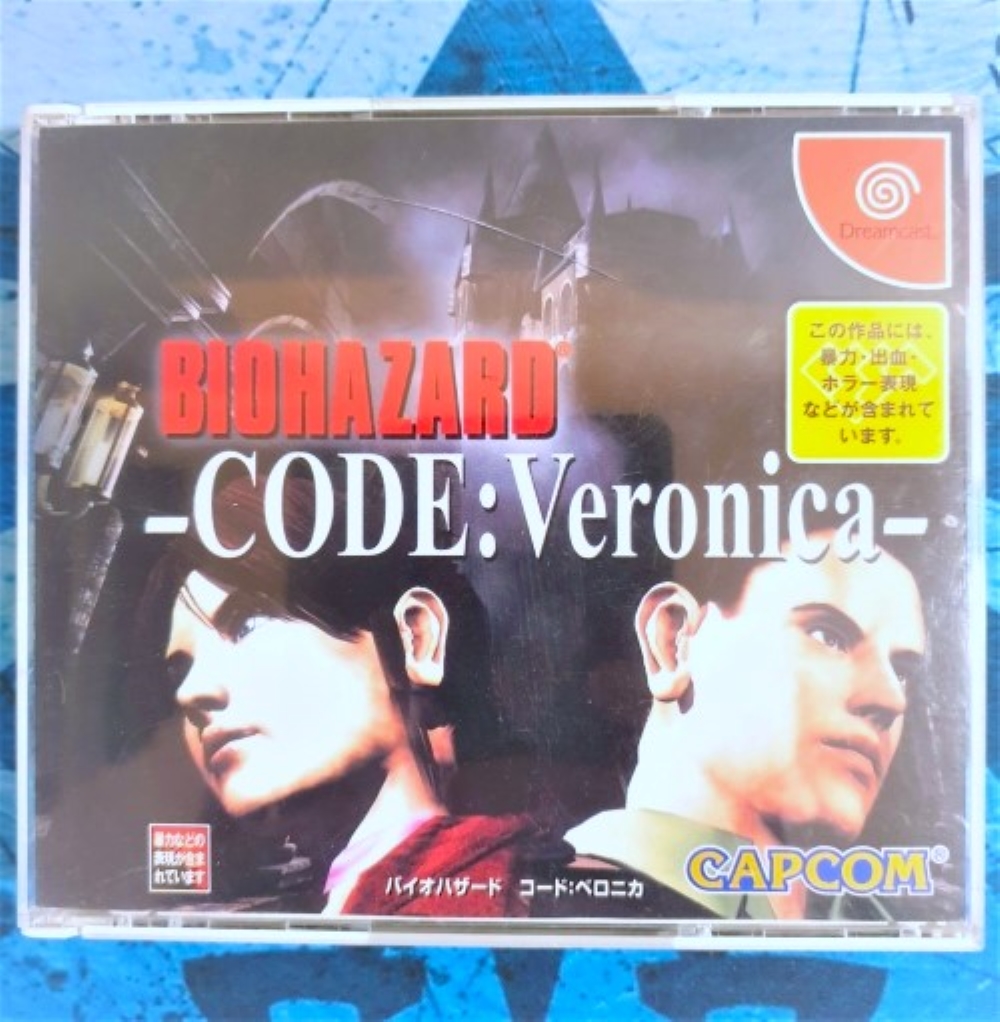 Dreamcast
この作品には、
暴力・出血・
ホラー表現
などが含まれて
います。
BIOHAZARD®
-CODE:Veronica-
暴力などの
表現が含ま
れています
バイオハザード コード:ベロニカ
CAPCOM®